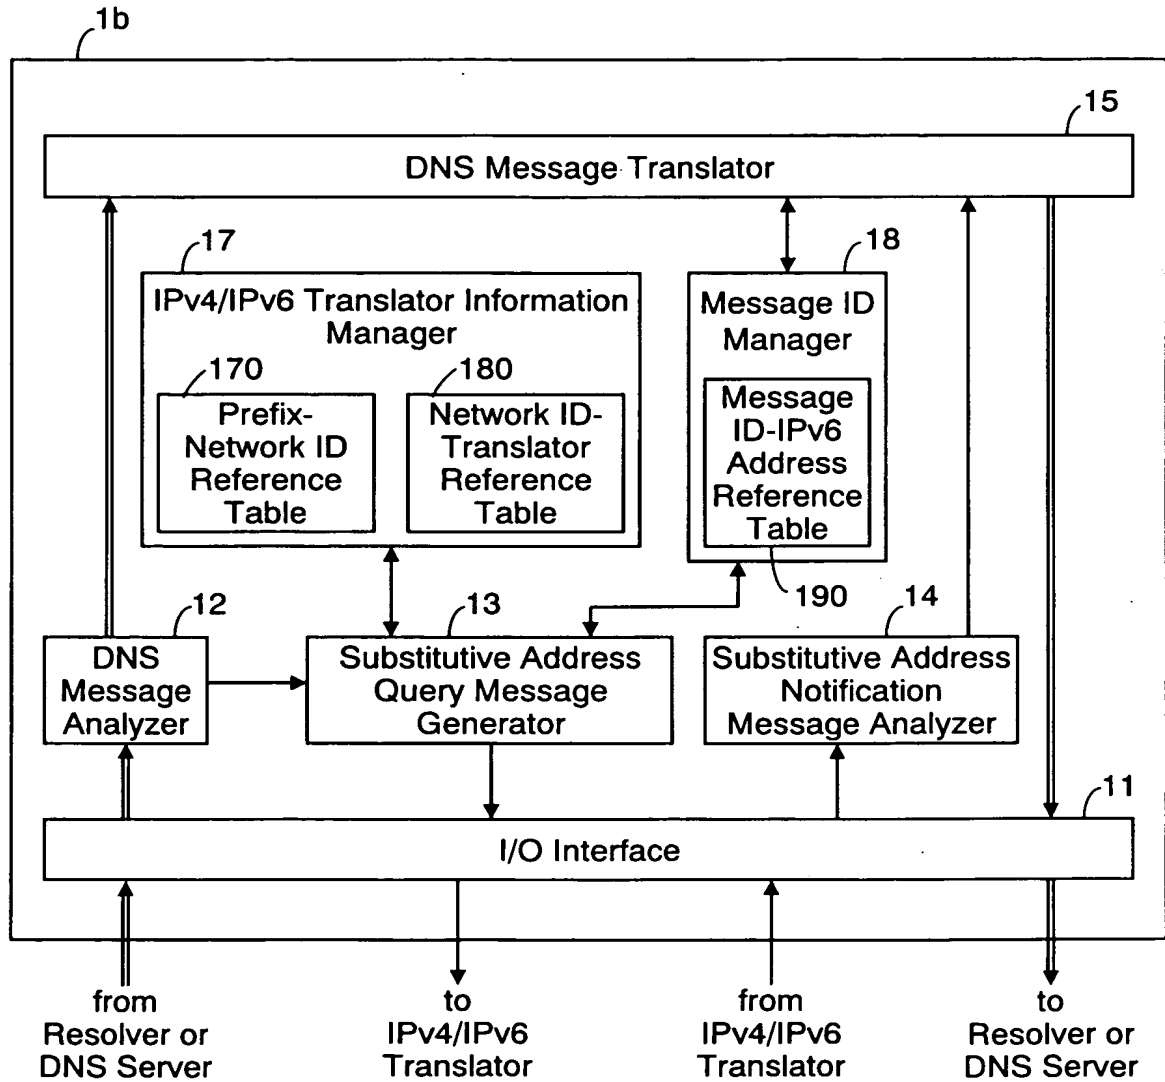 1b
15
DNS Message Translator
17
IPv4/IPv6 Translator Information
Manager
170
Prefix-
Network ID
Reference
Table
180
Network ID-
Translator
Reference
Table
18
Message ID
Manager
Message
ID-IPv6
Address
Reference
Table
190
12
DNS
Message
Analyzer
13
Substitutive Address
Query Message
Generator
14
Substitutive Address
Notification
Message Analyzer
11
I/O Interface
from
Resolver or
DNS Server
to
IPv4/IPv6
Translator
from
IPv4/IPv6
Translator
to
Resolver or
DNS Server